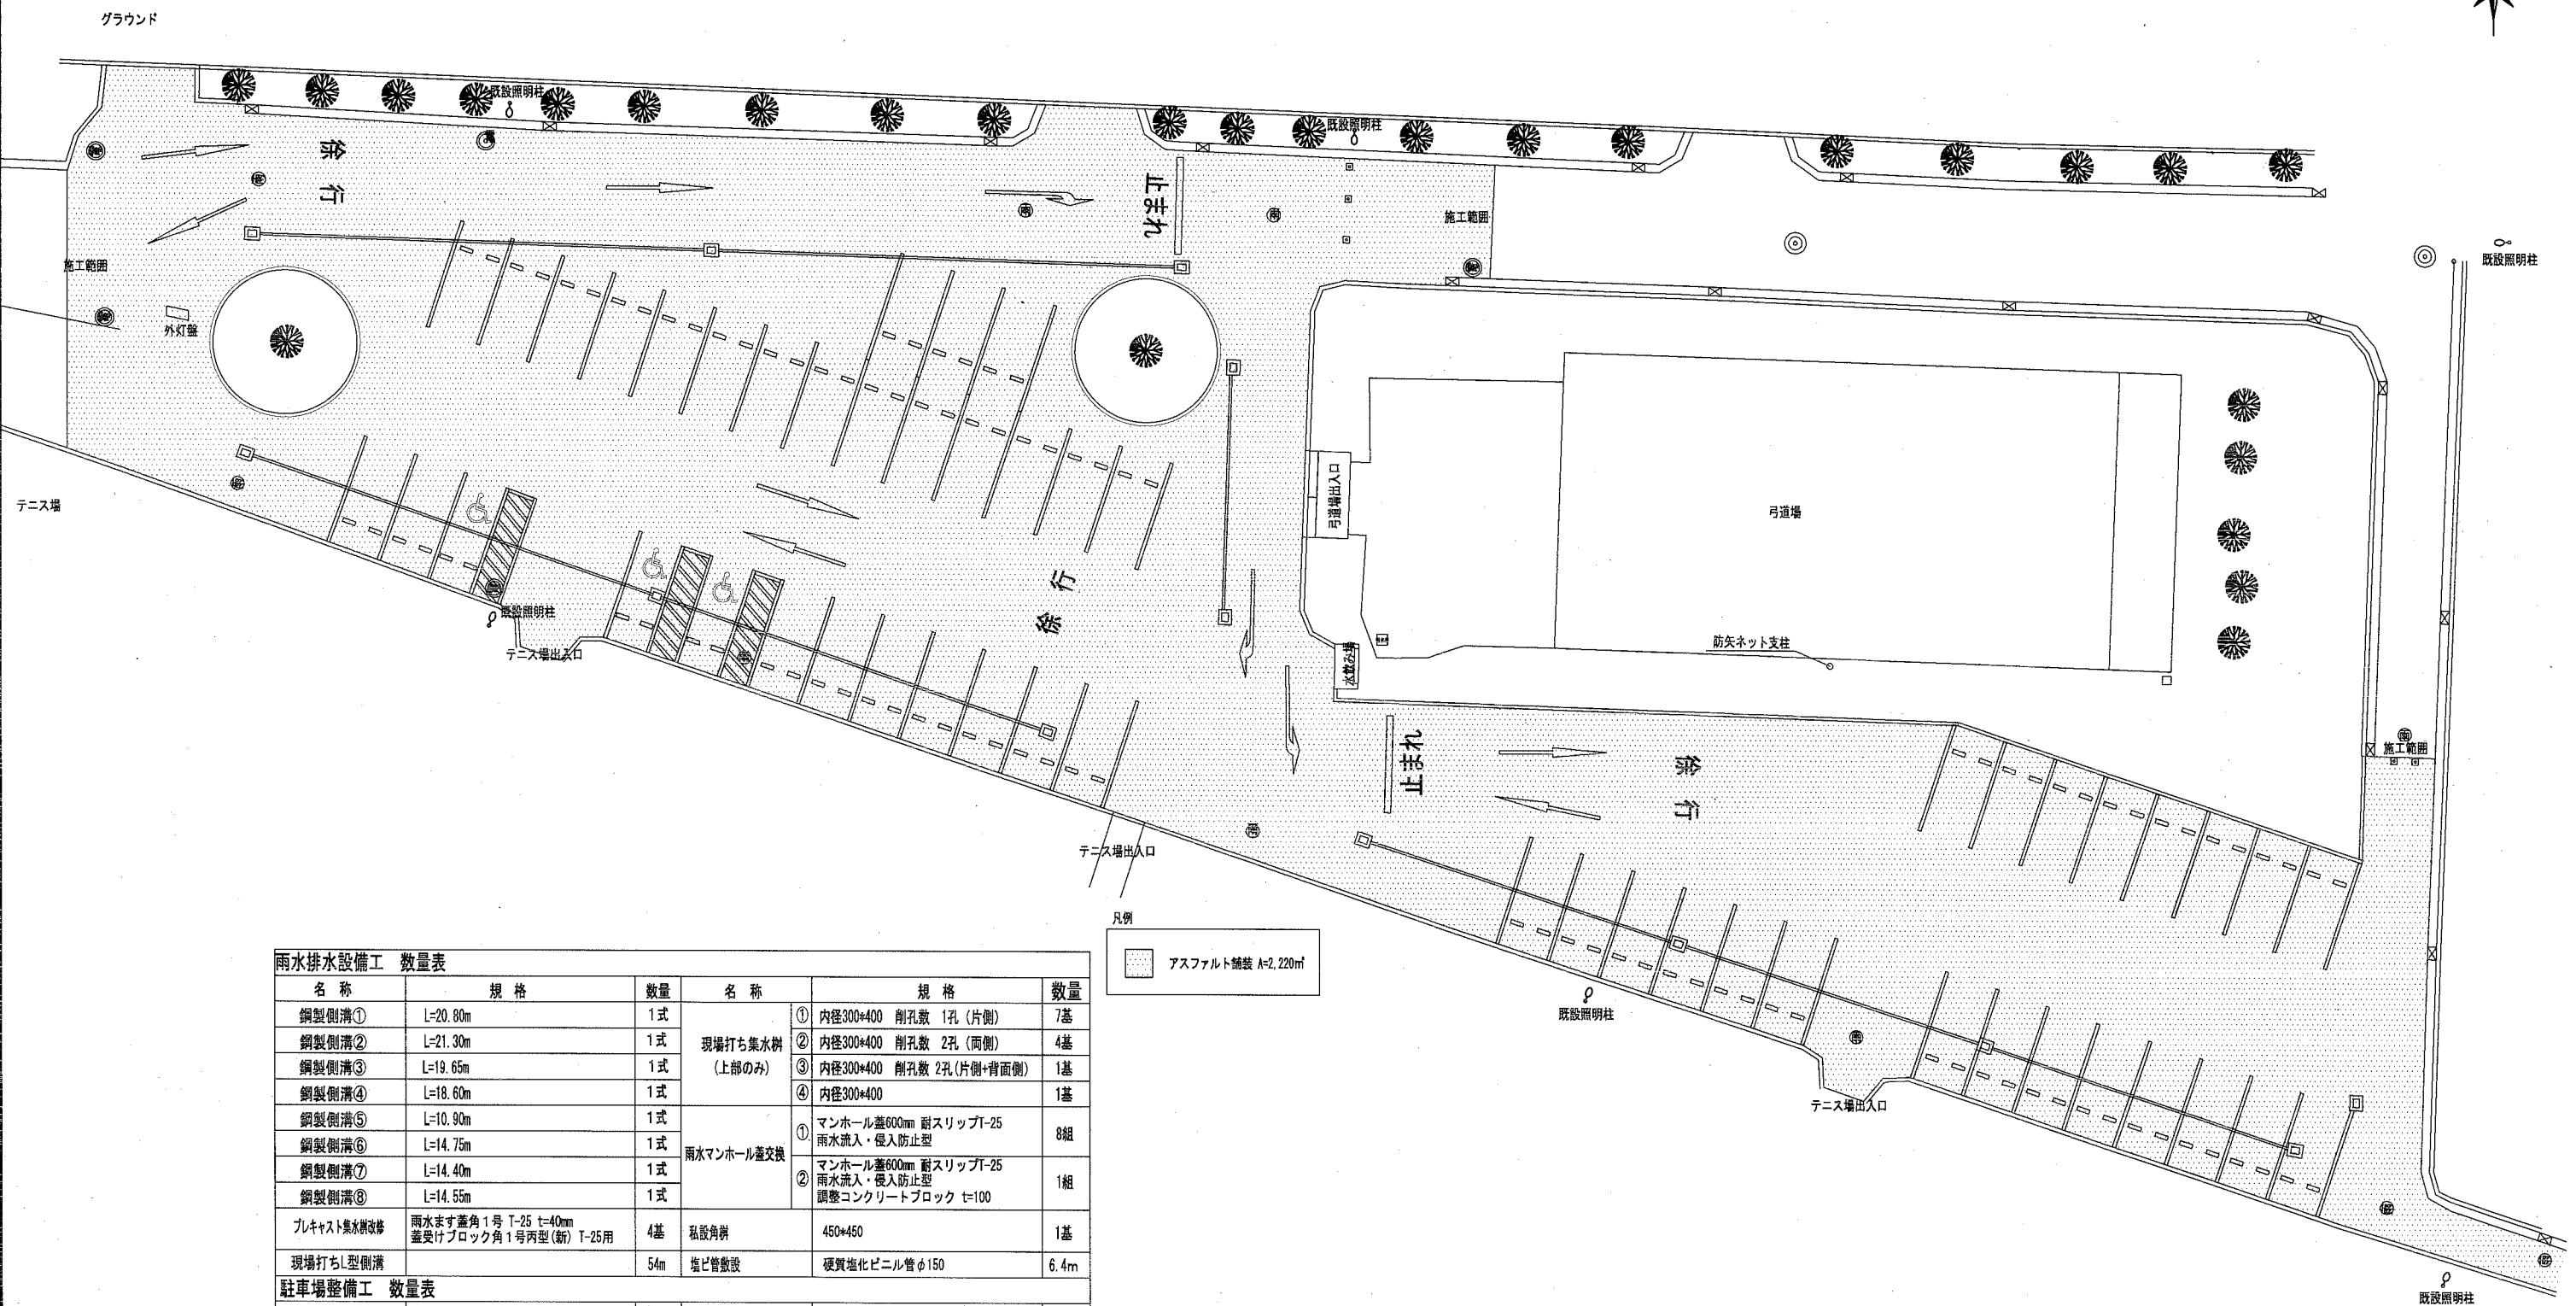 グラウンド
既設照明柱
既設照明柱
徐行
止まれ
施工範囲
既設照明柱
施工範囲
外灯盤
テニス場
弓道場出入口
弓道場
既設照明柱
テニス場出入口
徐行
水飲み場
防矢ネット支柱
止まれ
徐行
施工範囲
テニス場出入口
既設照明柱
テニス場出入口
既設照明柱
凡例
アスファルト舗装 A=2,220㎡
雨水排水設備工 数量表
名 称 規 格 数量 名 称 規 格 数量
鋼製側溝① L=20.80m 1式 現場打ち集水桝(上部のみ) ① 内径300*400 削孔数 1孔 (片側) 7基
鋼製側溝② L=21.30m 1式 ② 内径300*400 削孔数 2孔 (両側) 4基
鋼製側溝③ L=19.65m 1式 ③ 内径300*400 削孔数 2孔(片側+背面側) 1基
鋼製側溝④ L=18.60m 1式 ④ 内径300*400 1基
鋼製側溝⑤ L=10.90m 1式 雨水マンホール蓋交換 ① マンホール蓋600mm 耐スリップT-25
雨水流入・侵入防止型 8組
鋼製側溝⑥ L=14.75m 1式
鋼製側溝⑦ L=14.40m 1式 ② マンホール蓋600mm 耐スリップT-25
雨水流入・侵入防止型
調整コンクリートブロック t=100 1組
鋼製側溝⑧ L=14.55m 1式
プレキャスト集水桝改修 雨水ます蓋角1号 T-25 t=40mm
蓋受けブロック角1号丙型(新) T-25用 4基 私設角桝 450*450 1基
現場打ちL型側溝 54m 塩ビ管敷設 硬質塩化ビニル管φ150 6.4m
駐車場整備工 数量表